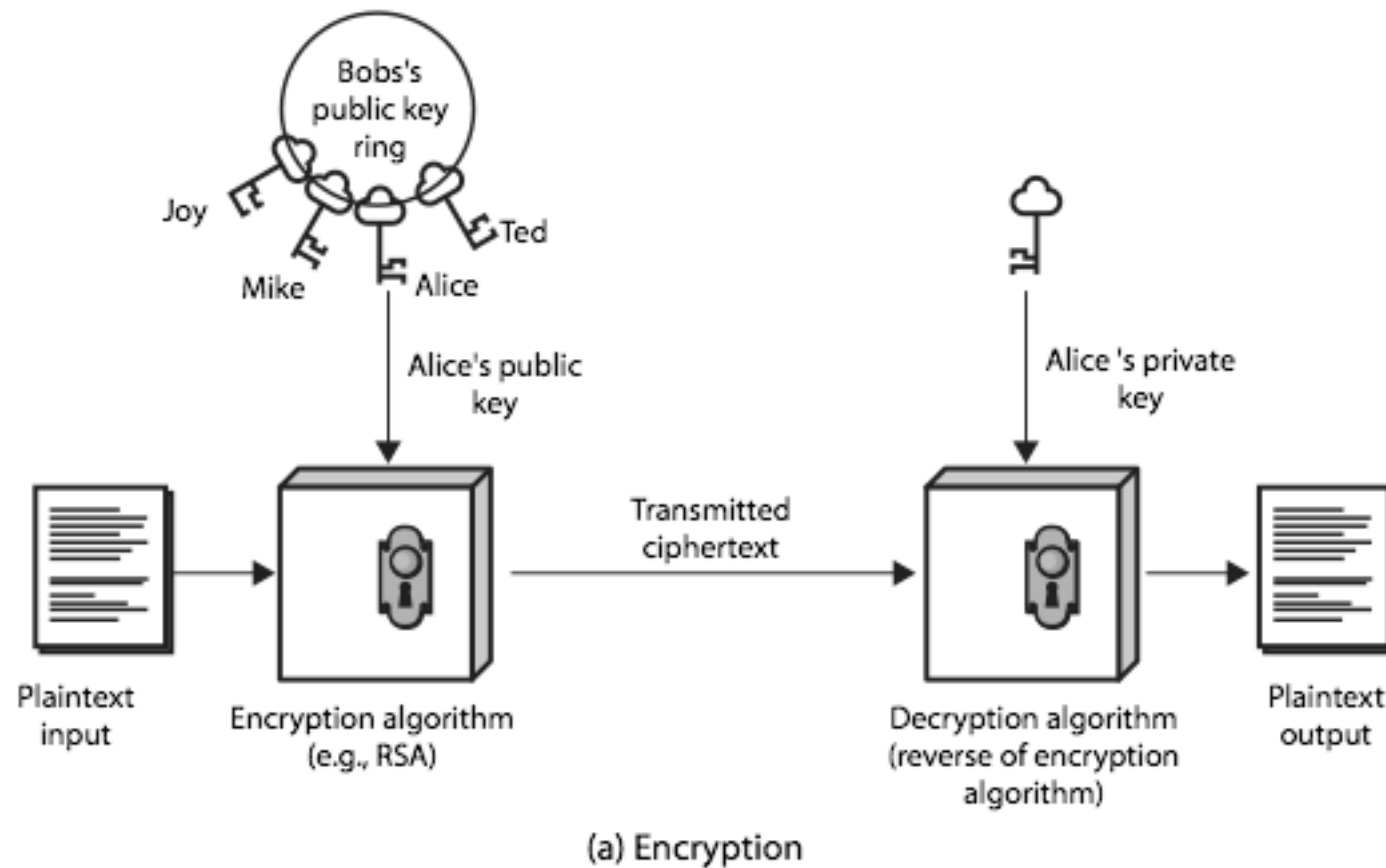 Bobs's
public key
ring
Joy
Ted
Mike
Alice
Alice's public
key
Alice 's private
key
Transmitted
ciphertext
Plaintext
input
Encryption algorithm
(e.g., RSA)
Decryption algorithm
(reverse of encryption
algorithm)
Plaintext
output
(a) Encryption